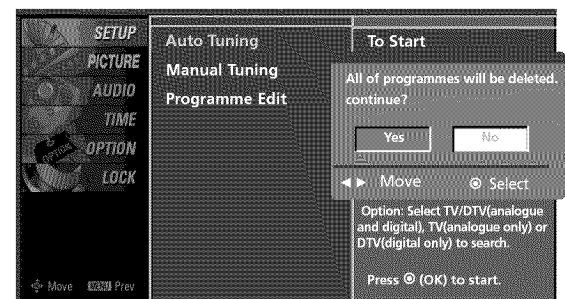 SETUP
PICTURE
AUDIO
TIME
OPTION
OPTION
LOCK
Move MENU Prev
Auto Tuning
Manual Tuning
Programme Edit
To Start
All of programmes will be deleted.
continue?
Yes No
Move Select
Option: Select TV/DTV(analogue
and digital), TV(analogue only) or
DTV(digital only) to search.
Press (OK) to start.